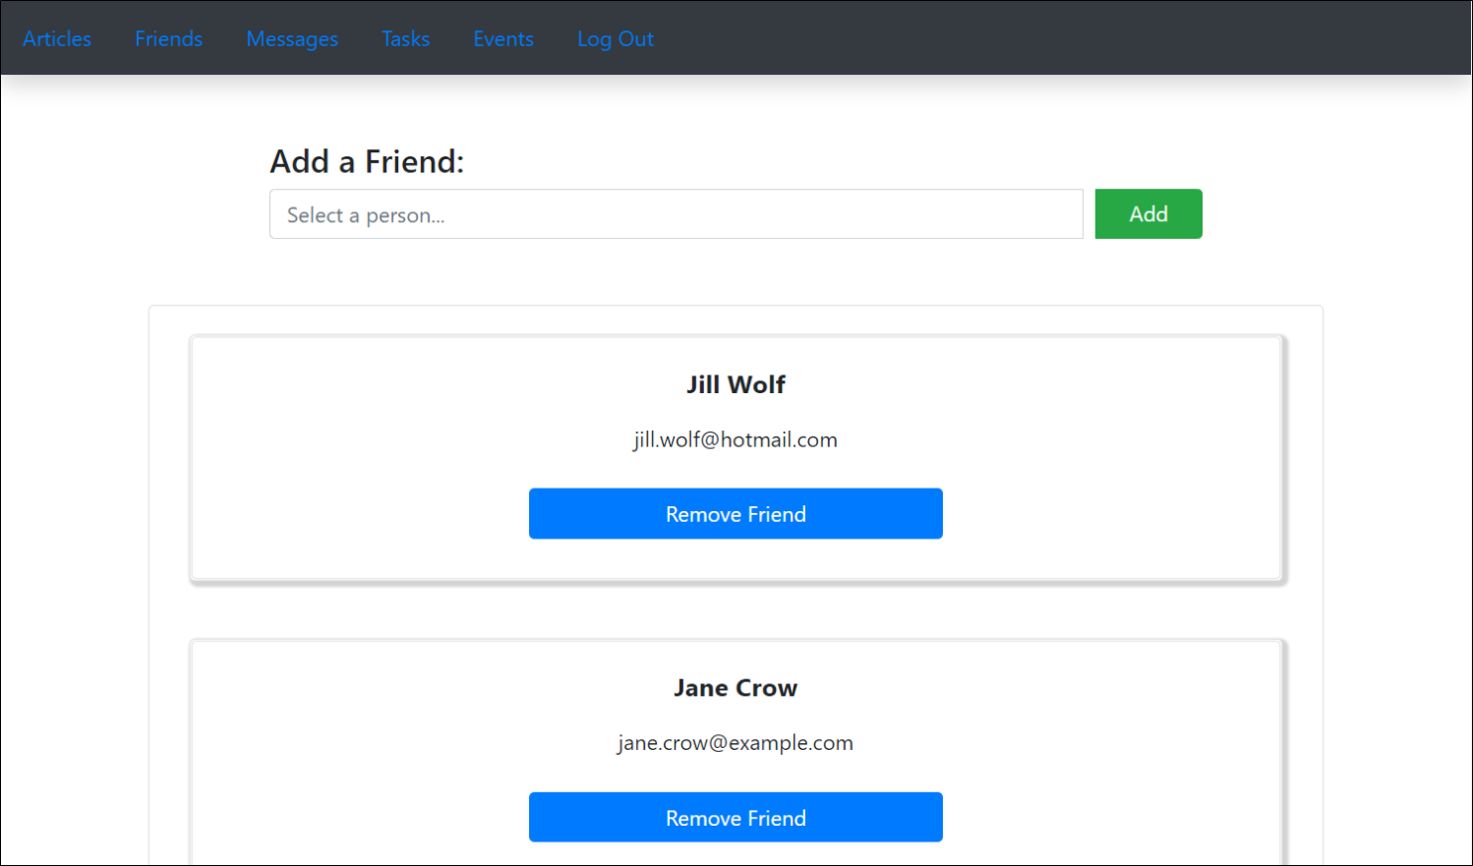 Articles Friends Messages Tasks Events Log Out
Add a Friend:
Select a person... Add
Jill Wolf
jill.wolf@hotmail.com
Remove Friend
Jane Crow
jane.crow@example.com
Remove Friend